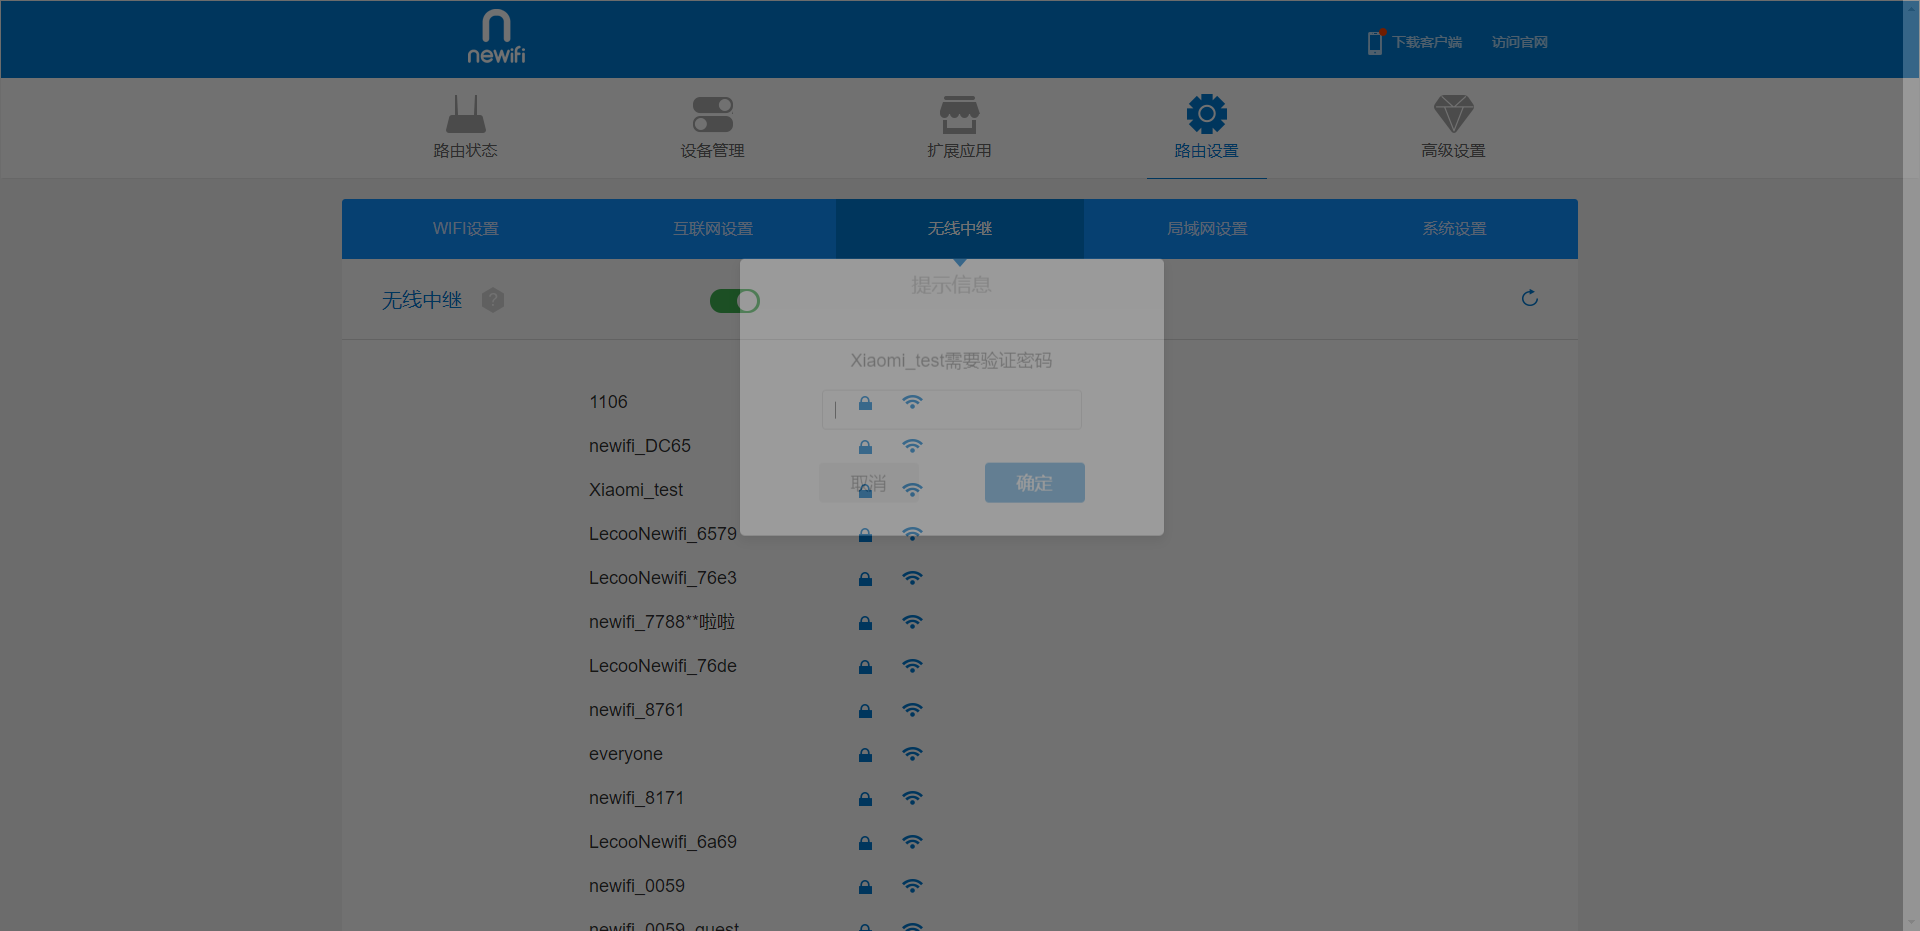 newifi
下载客户端 访问官网
路由状态 设备管理 扩展应用 路由设置 高级设置
WIFI设置 互联网设置 无线中继 局域网设置 系统设置
提示信息
无线中继 ?
Xiaomi_test需要验证密码
取消 确定
1106
newifi_DC65
Xiaomi_test
LecooNewifi_6579
LecooNewifi_76e3
newifi_7788**啦啦
LecooNewifi_76de
newifi_8761
everyone
newifi_8171
LecooNewifi_6a69
newifi_0059
newifi_0059_guest